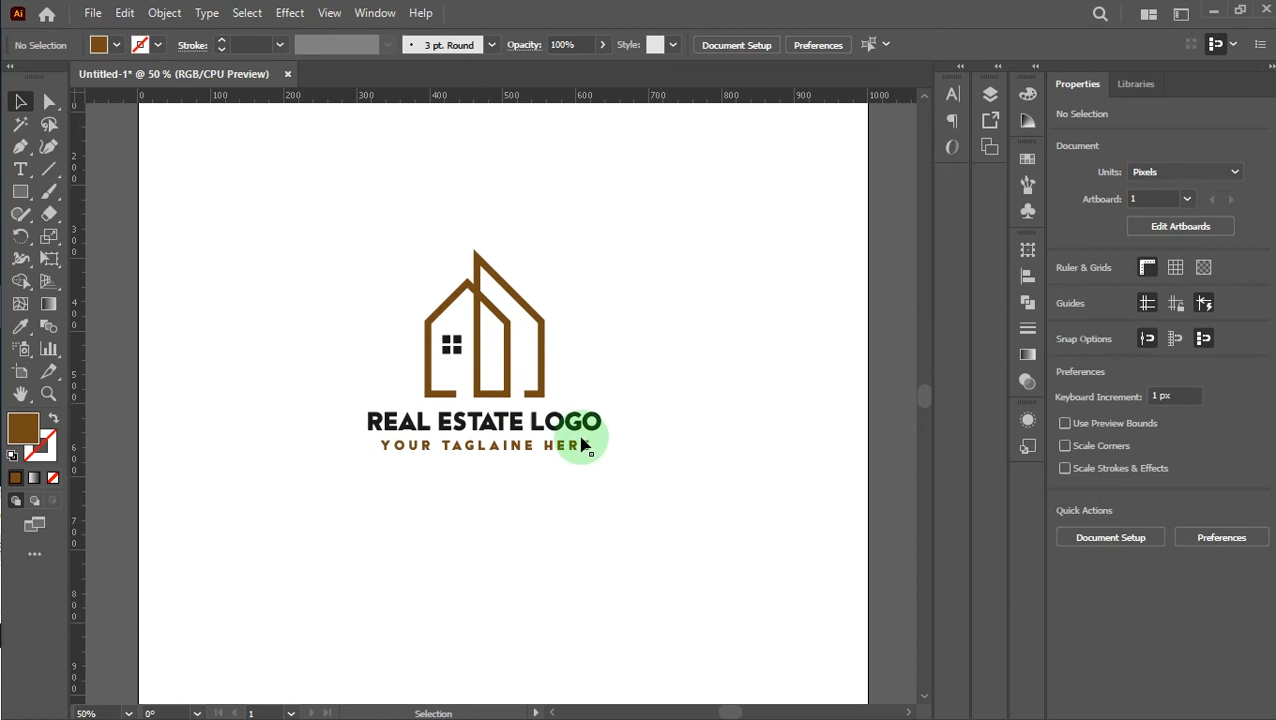 Ai File Edit Object Type Select Effect View Window Help
No Selection Stroke: 3 pt. Round Opacity: 100% Style: Document Setup Preferences
Untitled-1* @ 50 % (RGB/CPU Preview) ×
0 100 200 300 400 500 600 700 800 900 1000
Properties Libraries
No Selection
Document
Units: Pixels
Artboard: 1
Edit Artboards
Ruler & Grids
Guides
Snap Options
Preferences
Keyboard Increment: 1 px
Use Preview Bounds
Scale Corners
Scale Strokes & Effects
Quick Actions
Document Setup Preferences
REAL ESTATE LOGO
YOUR TAGLAINE HERE
50% 0° 1 Selection